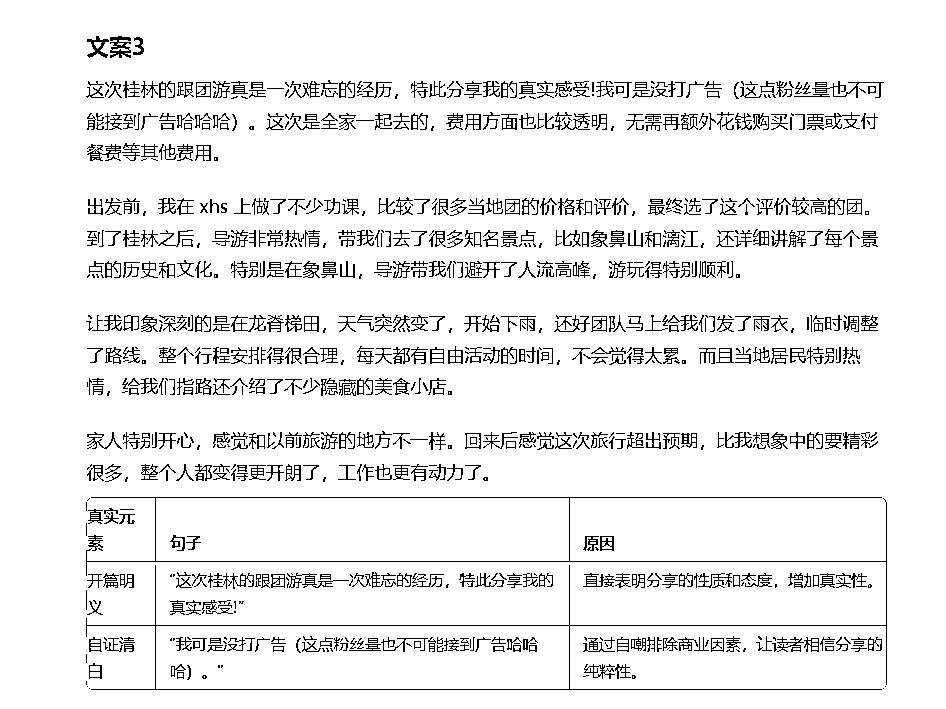 文案3
这次桂林的跟团游真是一次难忘的经历，特此分享我的真实感受!我可是没打广告（这点粉丝量也不可
能接到广告哈哈哈）。这次是全家一起去的，费用方面也比较透明，无需再额外花钱购买门票或支付
餐费等其他费用。
出发前，我在 xhs 上做了不少功课，比较了很多当地团的价格和评价，最终选了这个评价较高的团。
到了桂林之后，导游非常热情，带我们去了很多知名景点，比如象鼻山和漓江，还详细讲解了每个景
点的历史和文化。特别是在象鼻山，导游带我们避开了人流高峰，游玩得特别顺利。
让我印象深刻的是在龙脊梯田，天气突然变了，开始下雨，还好团队马上给我们发了雨衣，临时调整
了路线。整个行程安排得很合理，每天都有自由活动的时间，不会觉得太累。而且当地居民特别热
情，给我们指路还介绍了不少隐藏的美食小店。
家人特别开心，感觉和以前旅游的地方不一样。回来后感觉这次旅行超出预期，比我想象中的要精彩
很多，整个人都变得更开朗了，工作也更有动力了。
真实元
素
句子
原因
开篇明
义
“这次桂林的跟团游真是一次难忘的经历，特此分享我的
真实感受!”
直接表明分享的性质和态度，增加真实性。
自证清
白
“我可是没打广告（这点粉丝量也不可能接到广告哈哈
哈）。”
通过自嘲排除商业因素，让读者相信分享的
纯粹性。